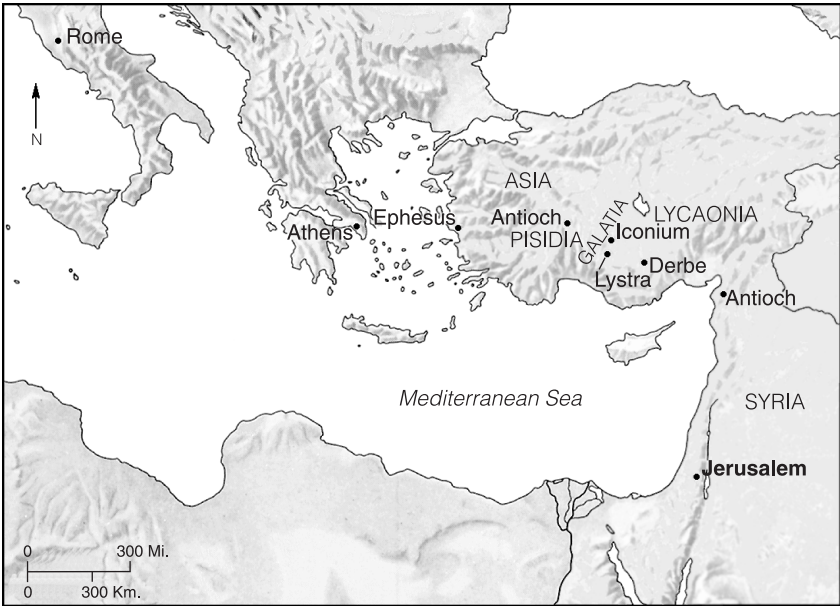 Rome
N
ASIA
LYCAONIA
GALATIA
Antioch
Ephesus
Athens
PISIDIA
Iconium
Derbe
Lystra
Antioch
Mediterranean Sea
SYRIA
Jerusalem
0 300 Mi.
0 300 Km.